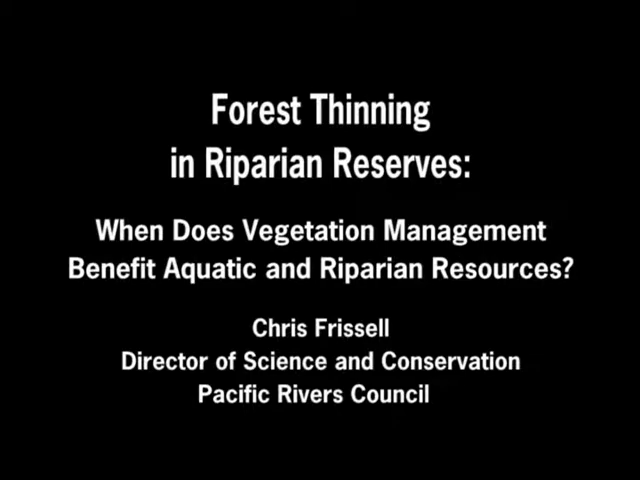 Forest Thinning
in Riparian Reserves:
When Does Vegetation Management
Benefit Aquatic and Riparian Resources?
Chris Frissell
Director of Science and Conservation
Pacific Rivers Council